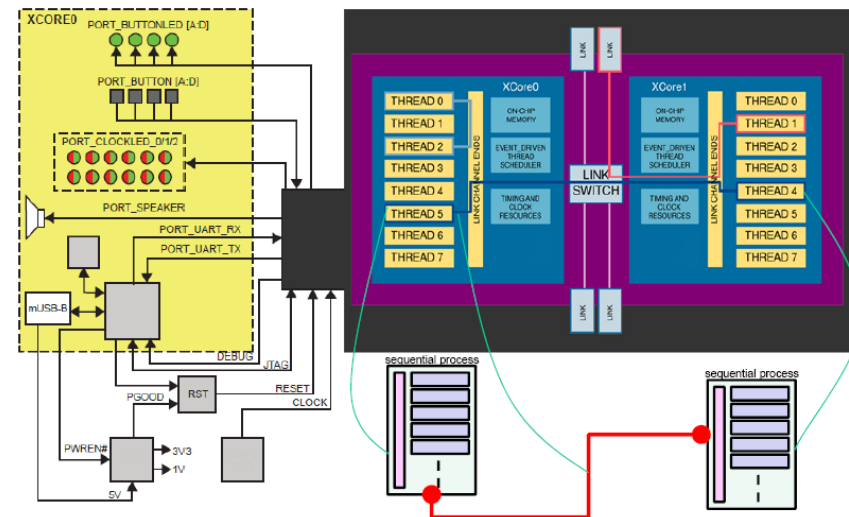 XCORE0
PORT_BUTTONLED [A:D]
PORT_BUTTON [A:D]
PORT_CLOCKLED_0/1/2
PORT_SPEAKER
PORT_UART_RX
PORT_UART_TX
mUSB-B
DEBUG
JTAG
RST
RESET
PGOOD
CLOCK
PWREN#
3V3
1V
5V
LINK
LINK
XCore0
THREAD 0
THREAD 1
THREAD 2
THREAD 3
THREAD 4
THREAD 5
THREAD 6
THREAD 7
LINK CHANNEL ENDS
ON-CHIP
MEMORY
EVENT_DRIVEN
THREAD
SCHEDULER
TIMING AND
CLOCK
RESOURCES
LINK
SWITCH
XCore1
ON-CHIP
MEMORY
EVENT_DRIVEN
THREAD
SCHEDULER
TIMING AND
CLOCK
RESOURCES
LINK CHANNEL ENDS
THREAD 0
THREAD 1
THREAD 2
THREAD 3
THREAD 4
THREAD 5
THREAD 6
THREAD 7
LINK
LINK
sequential process
sequential process